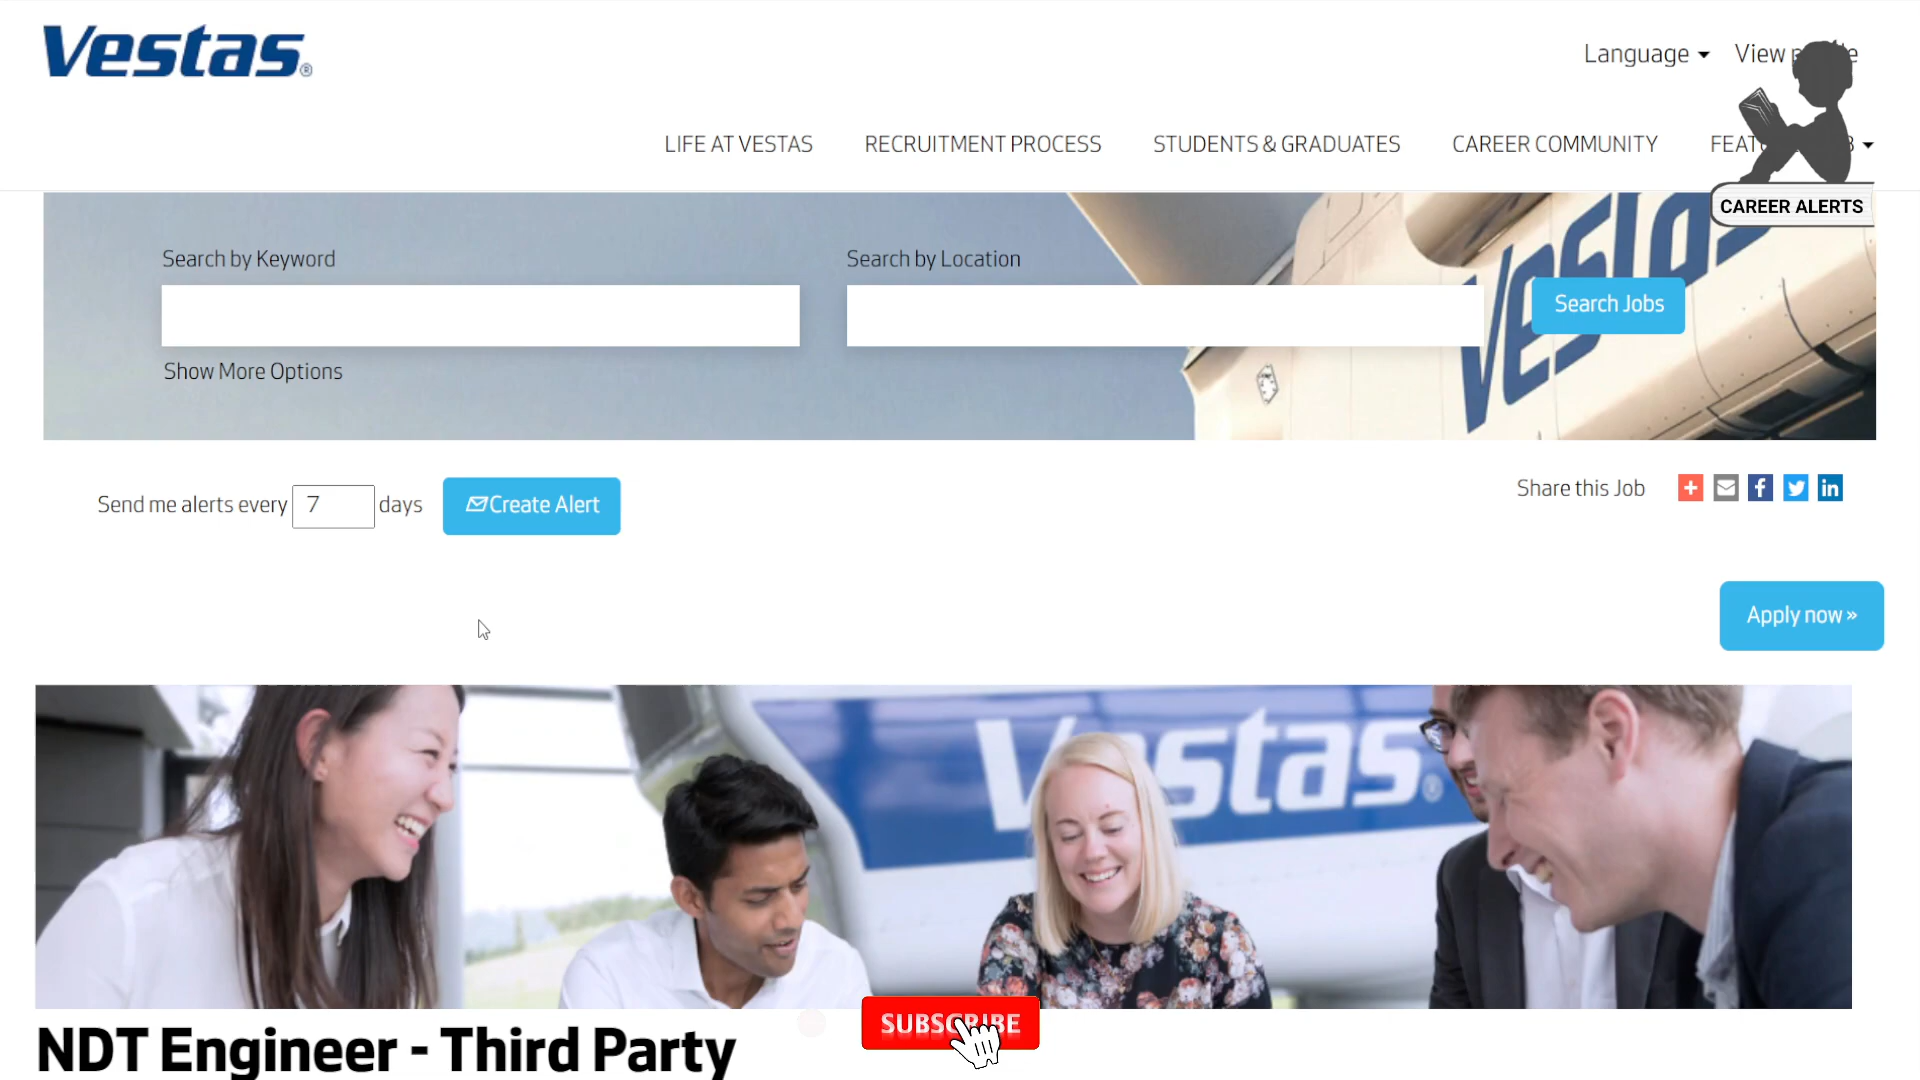 Vestas®
Language
View
LIFE AT VESTAS
RECRUITMENT PROCESS
STUDENTS & GRADUATES
CAREER COMMUNITY
CAREER ALERTS
Search by Keyword
Search by Location
Vestas
Search Jobs
Show More Options
Send me alerts every 7 days
Create Alert
Share this Job
Apply now »
Vestas®
SUBSCRIBE
NDT Engineer - Third Party